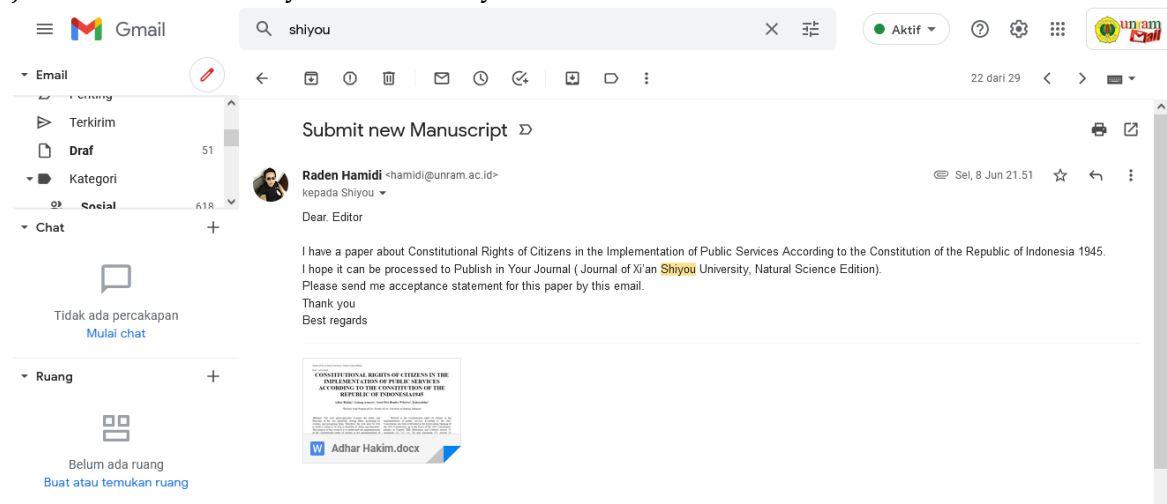 Gmail
shiyou
Aktif
unram
Mail
Email
22 dari 29
Penting
Terkirim
Draf 51
Kategori
Sosial 618
Chat
Tidak ada percakapan
Mulai chat
Ruang
Belum ada ruang
Buat atau temukan ruang
Submit new Manuscript
Raden Hamidi <hamidi@unram.ac.id>
Sel, 8 Jun 21.51
kepada Shiyou
Dear. Editor
I have a paper about Constitutional Rights of Citizens in the Implementation of Public Services According to the Constitution of the Republic of Indonesia 1945.
I hope it can be processed to Publish in Your Journal ( Journal of Xi'an Shiyou University, Natural Science Edition).
Please send me acceptance statement for this paper by this email.
Thank you
Best regards
CONSTITUTIONAL RIGHTS OF CITIZENS IN THE
IMPLEMENTATION OF PUBLIC SERVICES
ACCORDING TO THE CONSTITUTION OF THE
REPUBLIC OF INDONESIA1945
W Adhar Hakim.docx